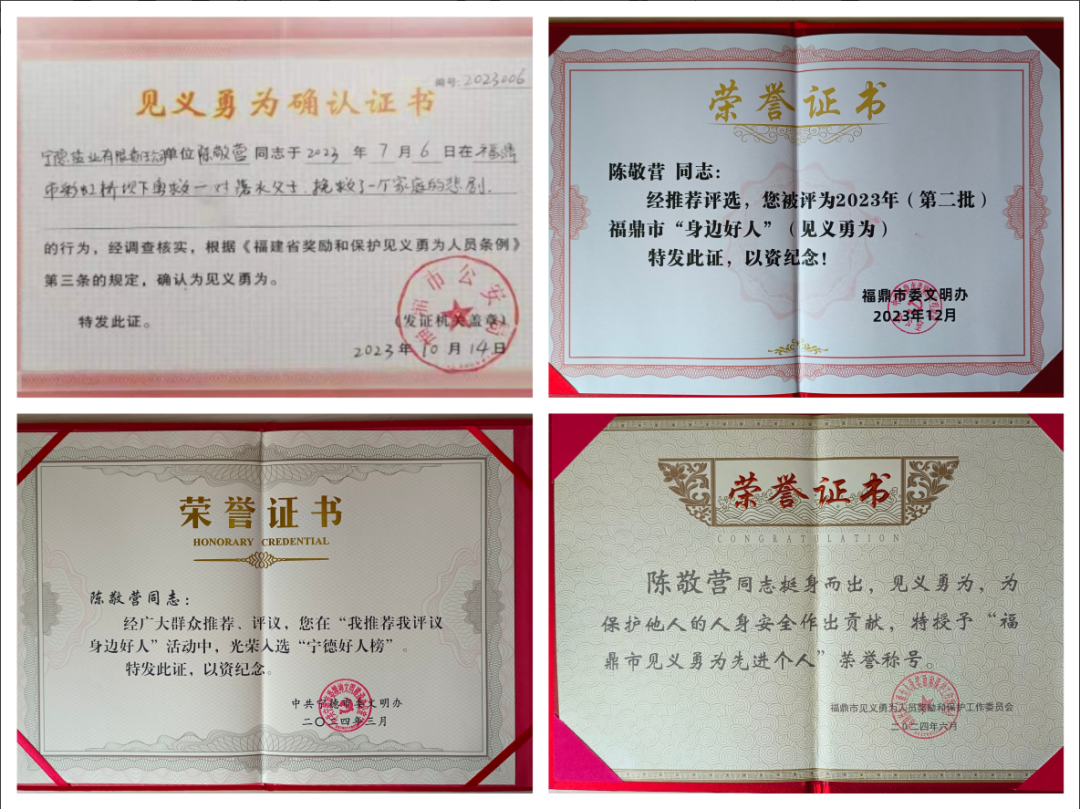 编号: 2023006
见义勇为确认证书
宁德盐业有限责任公司单位陈敬营同志于2023年7月6日在福鼎
市彩虹桥坝下勇救一对落水父子,挽救了一个家庭的悲剧.
的行为，经调查核实，根据《福建省奖励和保护见义勇为人员条例》
第三条的规定，确认为见义勇为。
特发此证。
（发证机关盖章）
2023年10月14日
荣誉证书
陈敬营 同志：
经推荐评选，您被评为2023年（第二批）
福鼎市“身边好人”（见义勇为）
特发此证，以资纪念！
福鼎市委文明办
2023年12月
荣誉证书
HONORARY CREDENTIAL
陈敬营同志：
经广大群众推荐、评议，您在“我推荐我评议
身边好人”活动中，光荣入选“宁德好人榜”。
特发此证，以资纪念。
中共宁德市委文明办
二〇二四年三月
荣誉证书
CONGRATULATION
陈敬营同志挺身而出，见义勇为，为
保护他人的人身安全作出贡献，特授予“福
鼎市见义勇为先进个人”荣誉称号。
福鼎市见义勇为人员奖励和保护工作委员会
二〇二四年六月